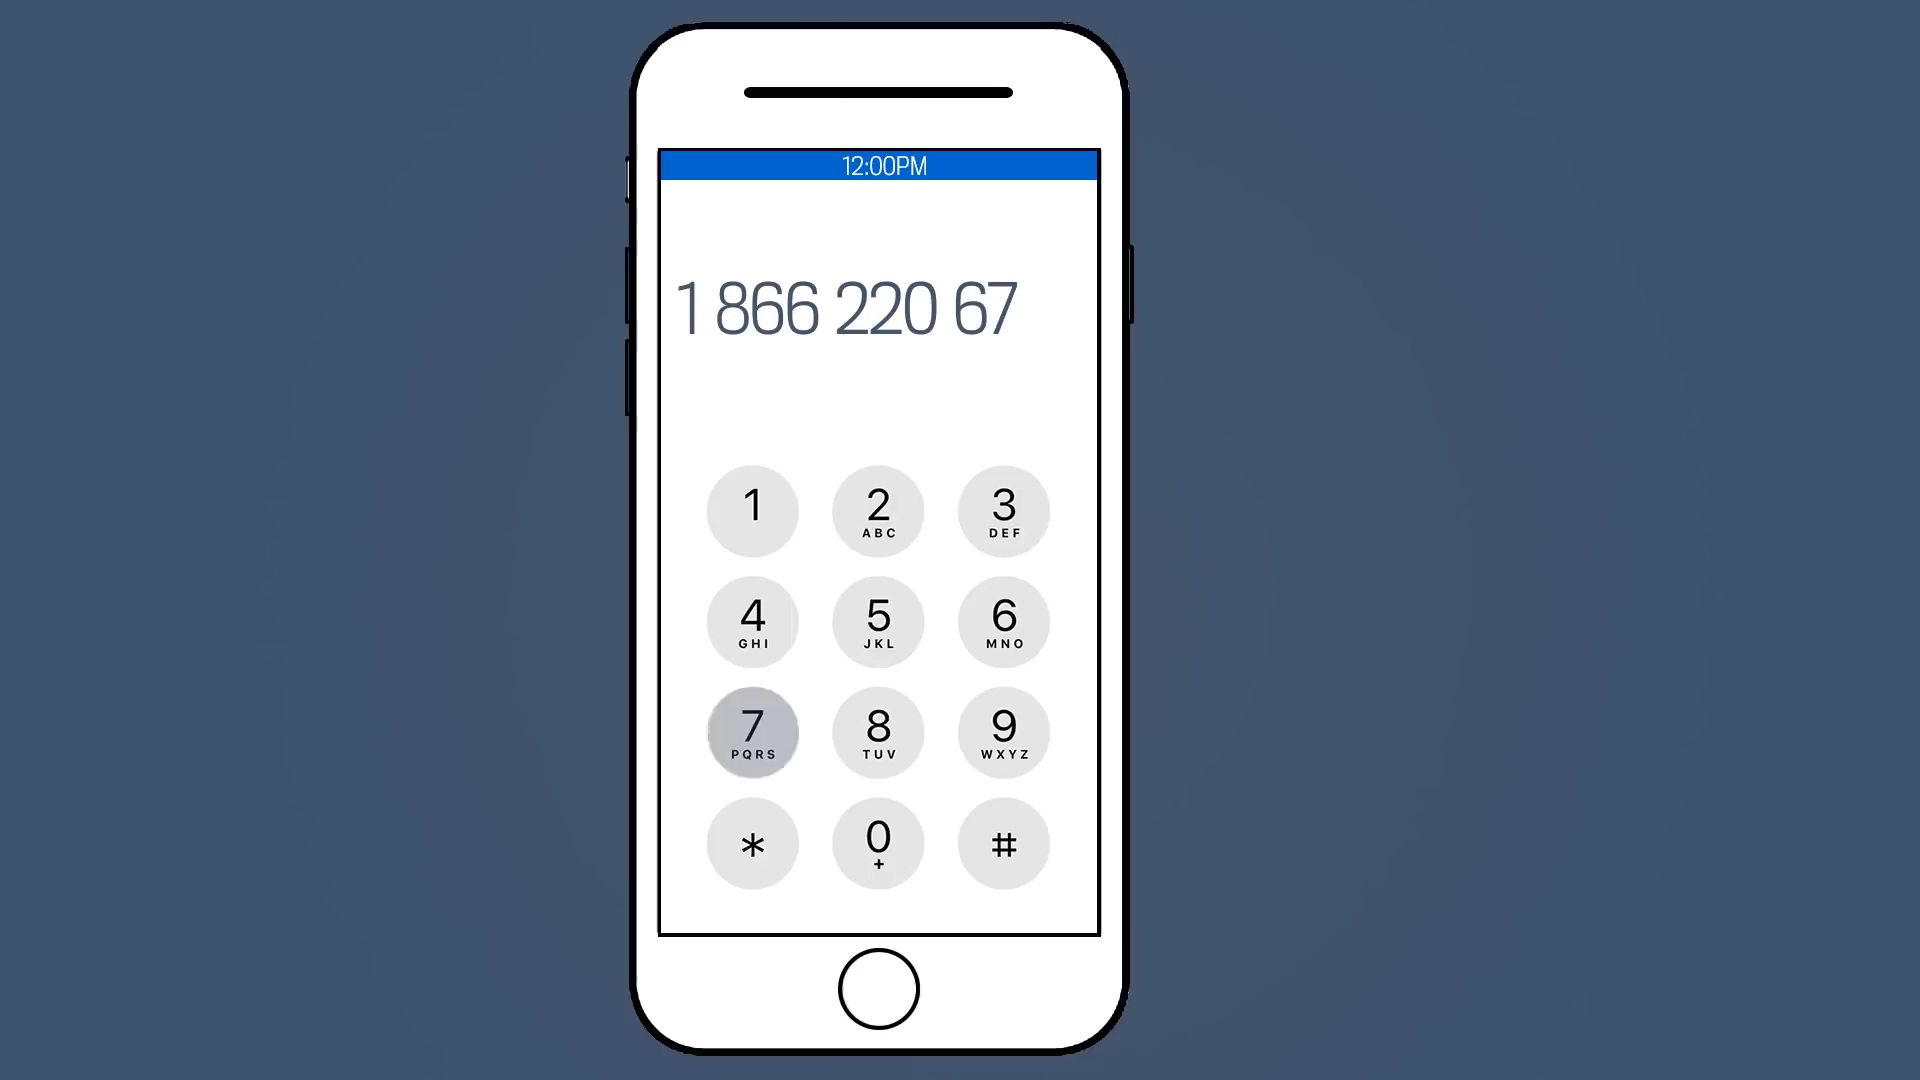 12:00PM
1 866 220 67
1 2 3
ABC DEF
4 5 6
GHI JKL MNO
7 8 9
PQRS TUV WXYZ
* 0 #
+